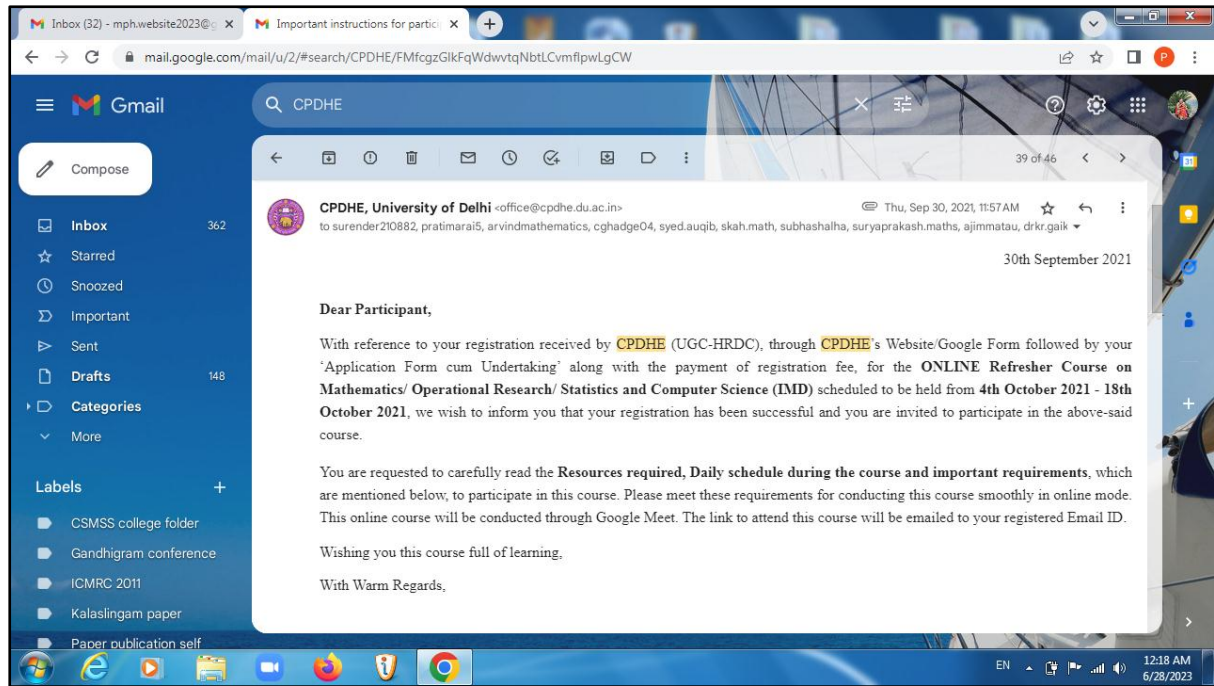 Inbox (32) - mph.website2023@g
Important instructions for partici
mail.google.com/mail/u/2/#search/CPDHE/FMfcgzGlkFqWdwvtqNbtLCvmflpwLgCW
P
Gmail
CPDHE
Compose
39 of 46
Inbox 362
Starred
Snoozed
Important
Sent
Drafts 148
Categories
More
Labels
CSMSS college folder
Gandhigram conference
ICMRC 2011
Kalaslingam paper
Paper publication self
CPDHE, University of Delhi <office@cpdhe.du.ac.in>
Thu, Sep 30, 2021, 11:57 AM
to surender210882, pratimarai5, arvindmathematics, cghadge04, syed.auqib, skah.math, subhashalha, suryaprakash.maths, ajimmatau, drkr.gaik
30th September 2021
Dear Participant,
With reference to your registration received by CPDHE (UGC-HRDC), through CPDHE's Website/Google Form followed by your
‘Application Form cum Undertaking’ along with the payment of registration fee, for the ONLINE Refresher Course on
Mathematics/ Operational Research/ Statistics and Computer Science (IMD) scheduled to be held from 4th October 2021 - 18th
October 2021, we wish to inform you that your registration has been successful and you are invited to participate in the above-said
course.
You are requested to carefully read the Resources required, Daily schedule during the course and important requirements, which
are mentioned below, to participate in this course. Please meet these requirements for conducting this course smoothly in online mode.
This online course will be conducted through Google Meet. The link to attend this course will be emailed to your registered Email ID.
Wishing you this course full of learning,
With Warm Regards,
31
EN
12:18 AM
6/28/2023